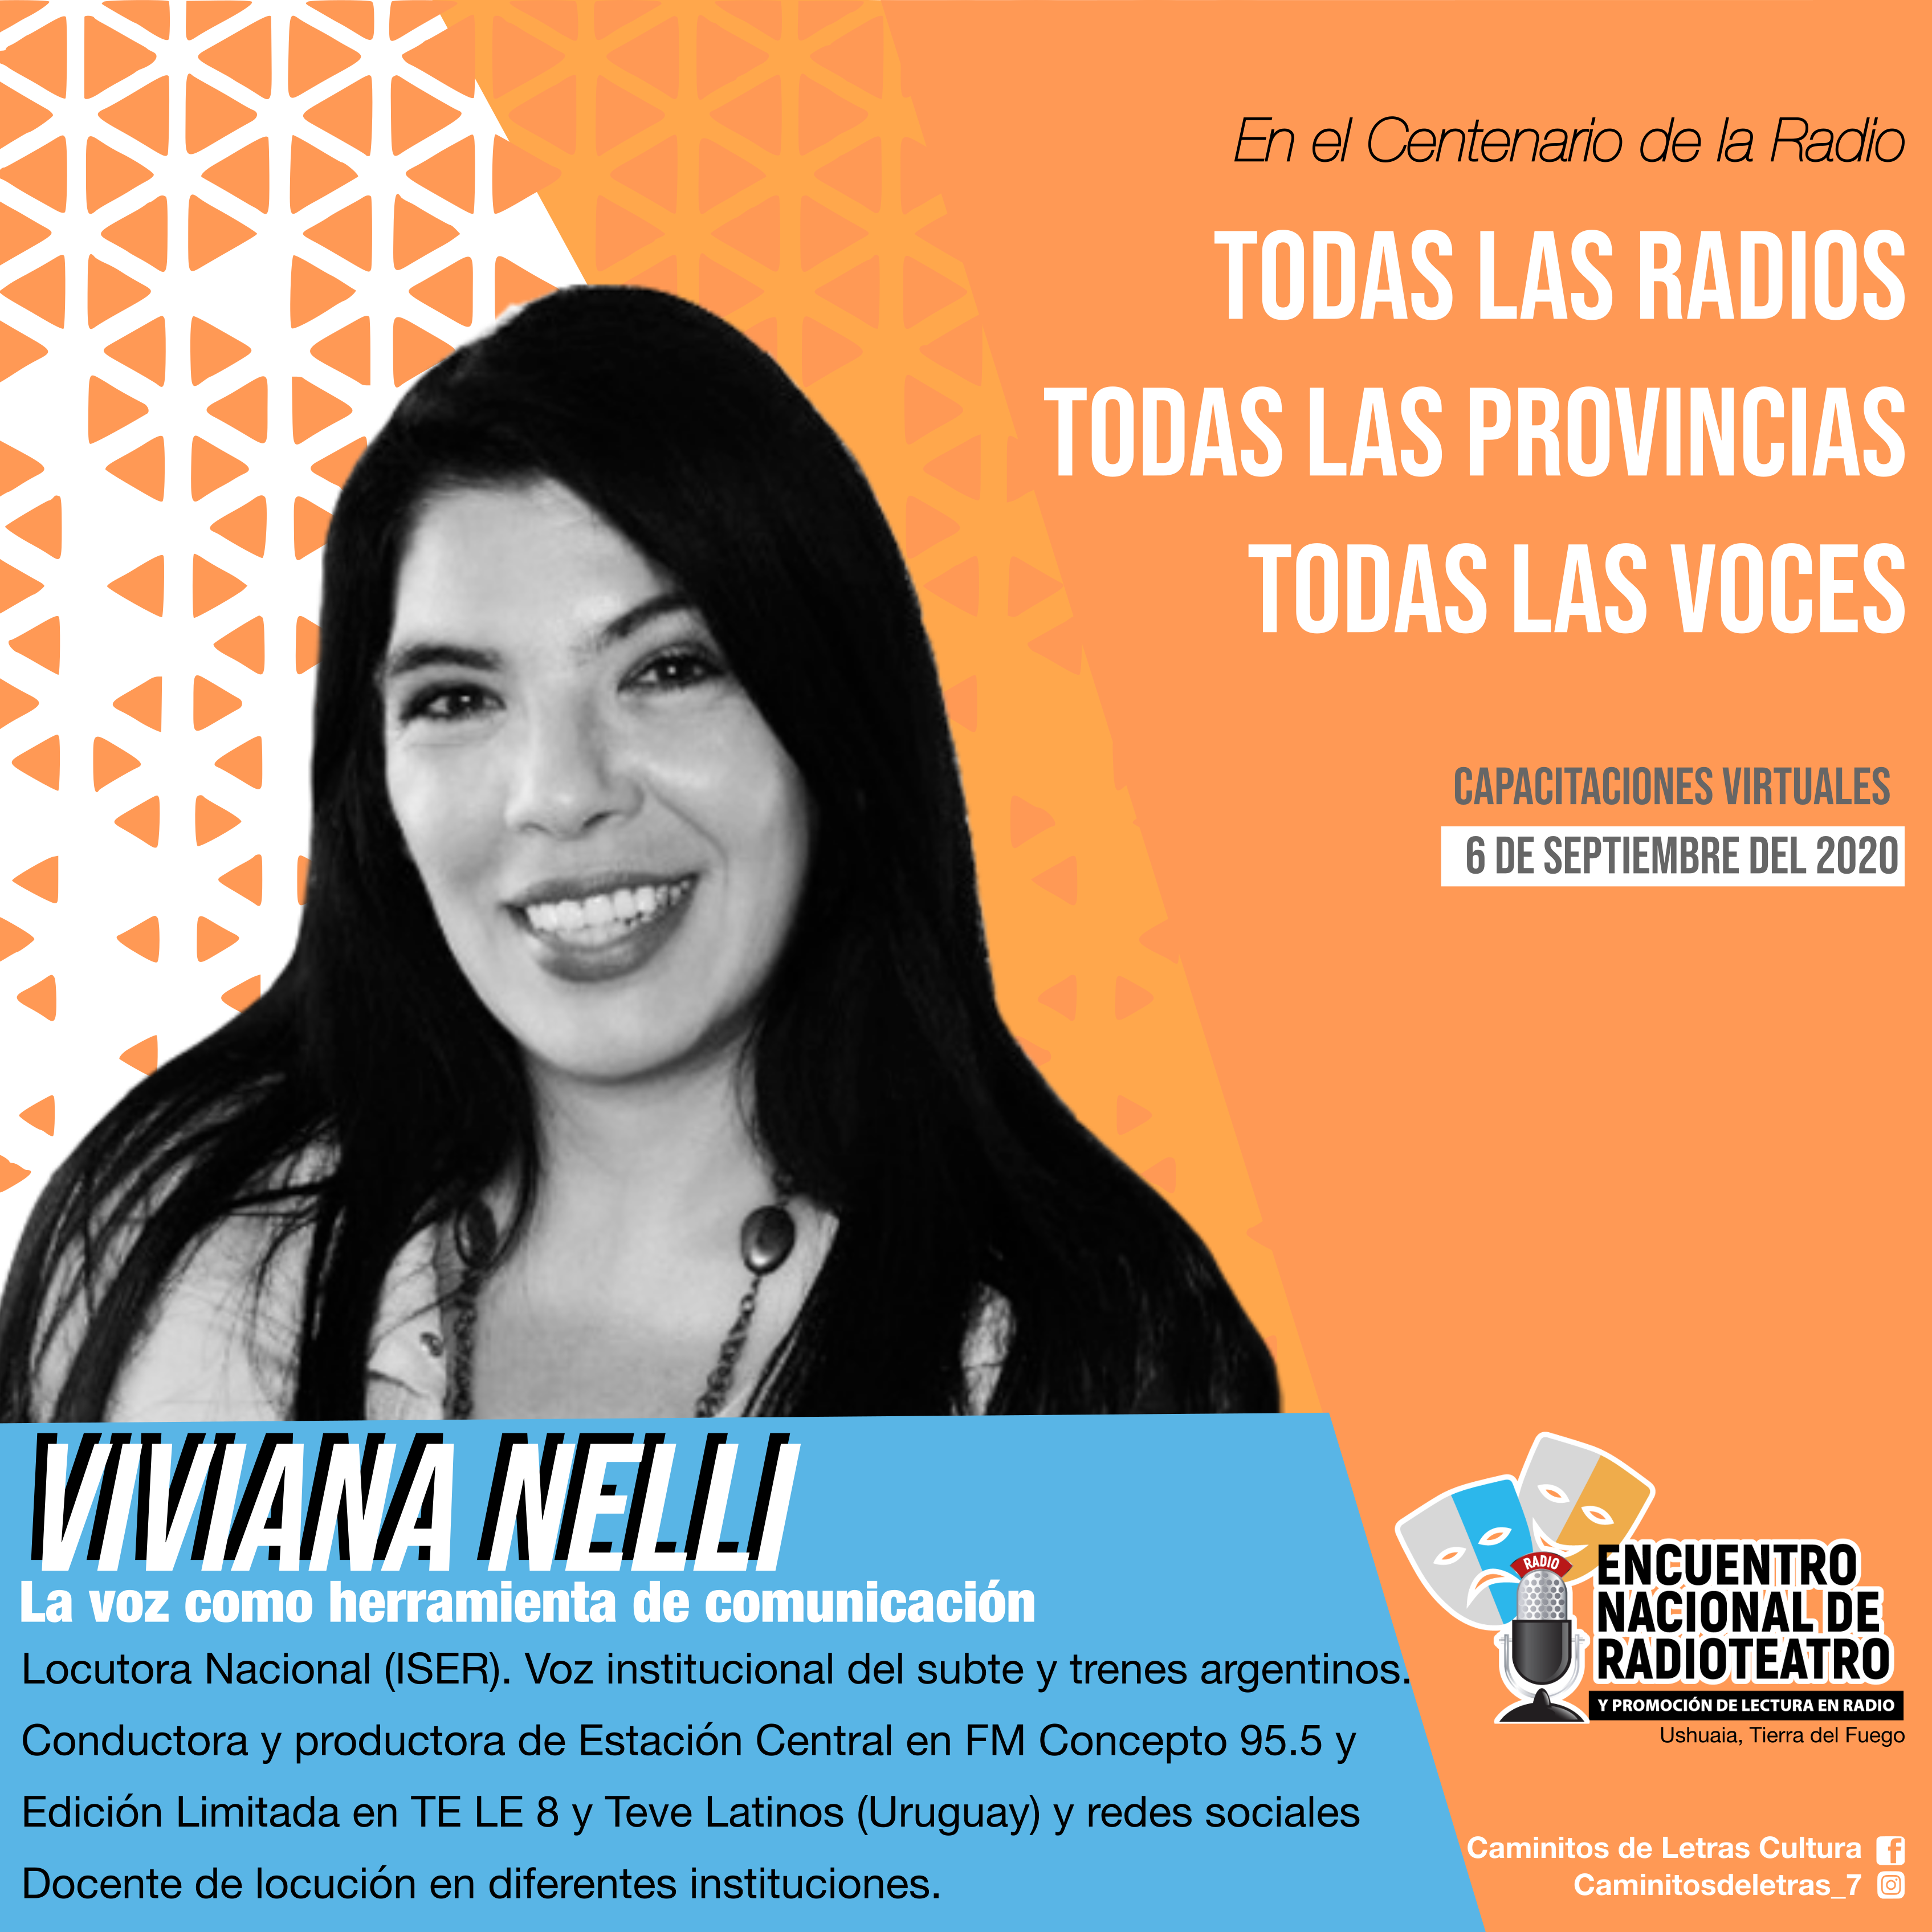 En el Centenario de la Radio
TODAS LAS RADIOS
TODAS LAS PROVINCIAS
TODAS LAS VOCES
CAPACITACIONES VIRTUALES
6 DE SEPTIEMBRE DEL 2020
VIVIANA NELLI
La voz como herramienta de comunicación
Locutora Nacional (ISER). Voz institucional del subte y trenes argentinos.
Conductora y productora de Estación Central en FM Concepto 95.5 y
Edición Limitada en TE LE 8 y Teve Latinos (Uruguay) y redes sociales
Docente de locución en diferentes instituciones.
RADIO
ENCUENTRO
NACIONAL DE
RADIOTEATRO
Y PROMOCIÓN DE LECTURA EN RADIO
Ushuaia, Tierra del Fuego
Caminitos de Letras Cultura
Caminitosdeletras_7